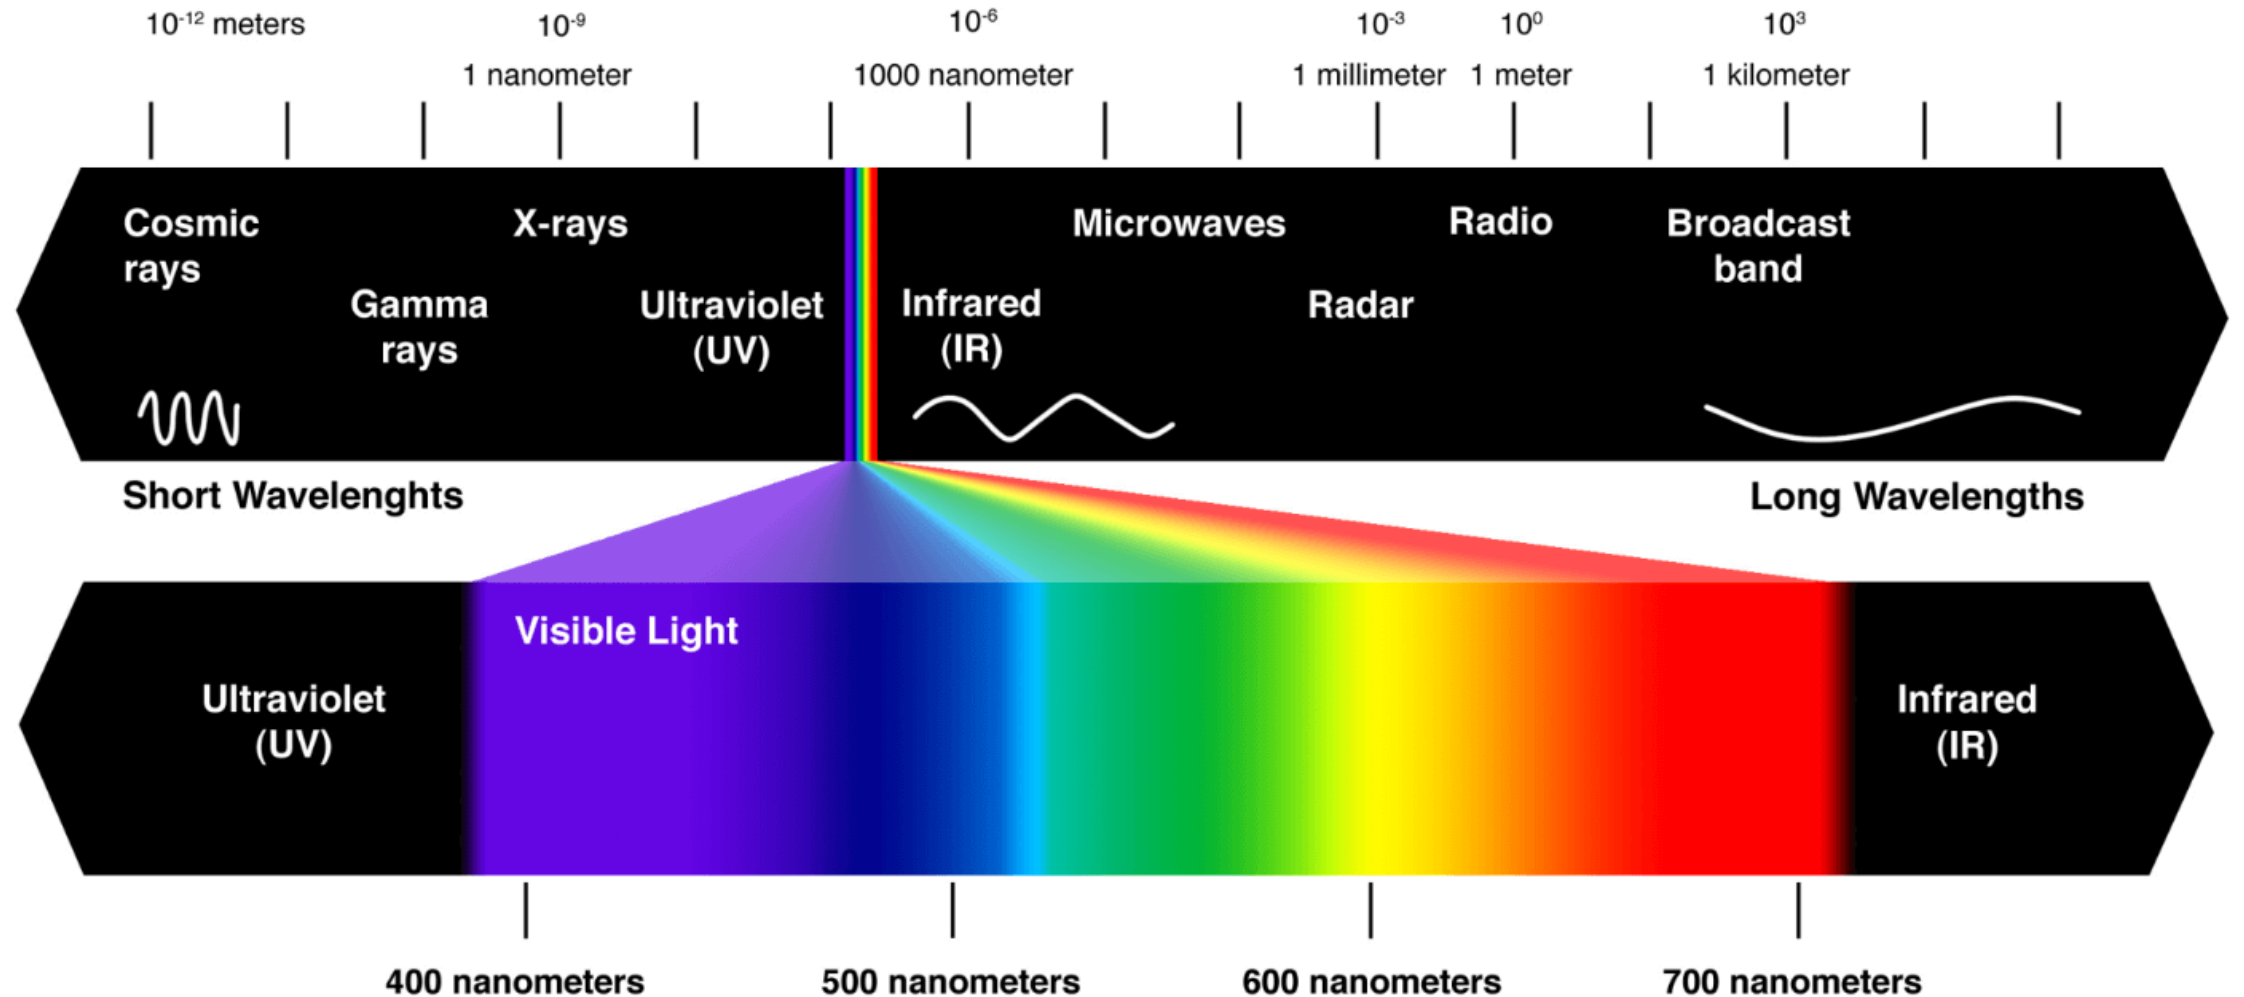 10⁻¹² meters
10⁻⁹
10⁻⁶
10⁻³
10⁰
10³
1 nanometer
1000 nanometer
1 millimeter
1 meter
1 kilometer
Cosmic
rays
Gamma
rays
X-rays
Ultraviolet
(UV)
Infrared
(IR)
Microwaves
Radar
Radio
Broadcast
band
Short Wavelenghts
Long Wavelengths
Visible Light
Ultraviolet
(UV)
Infrared
(IR)
400 nanometers
500 nanometers
600 nanometers
700 nanometers